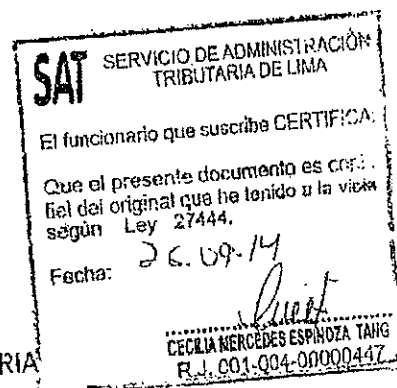 SAT SERVICIO DE ADMINISTRACIÓN
TRIBUTARIA DE LIMA
El funcionario que suscribe CERTIFICA:
Que el presente documento es copia
fiel del original que he tenido a la vista
según Ley 27444.
Fecha: 26.09.14
CECILIA MERCEDES ESPINOZA TANG
R.J. 001-004-00000447
RIA